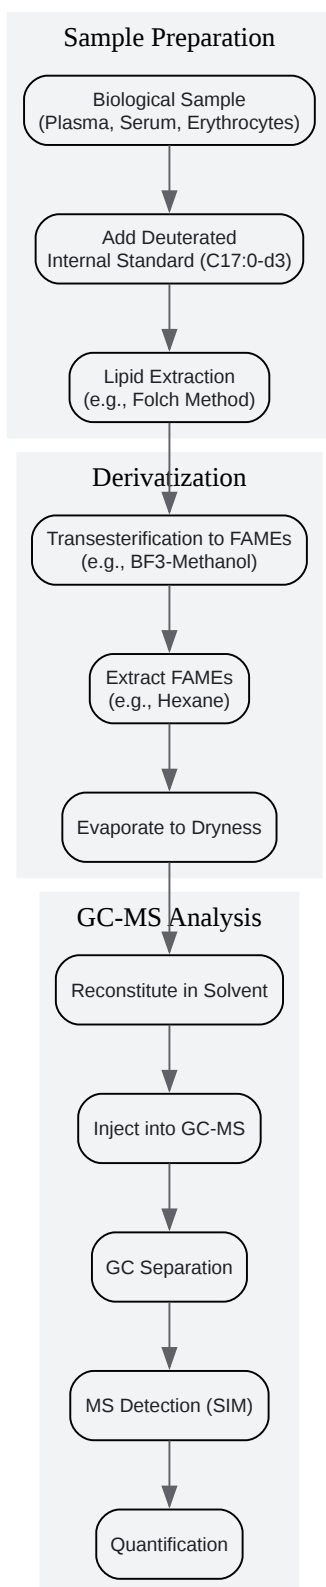 Sample Preparation
Biological Sample
(Plasma, Serum, Erythrocytes)
Add Deuterated
Internal Standard (C17:0-d3)
Lipid Extraction
(e.g., Folch Method)
Derivatization
Transesterification to FAMEs
(e.g., BF3-Methanol)
Extract FAMEs
(e.g., Hexane)
Evaporate to Dryness
GC-MS Analysis
Reconstitute in Solvent
Inject into GC-MS
GC Separation
MS Detection (SIM)
Quantification